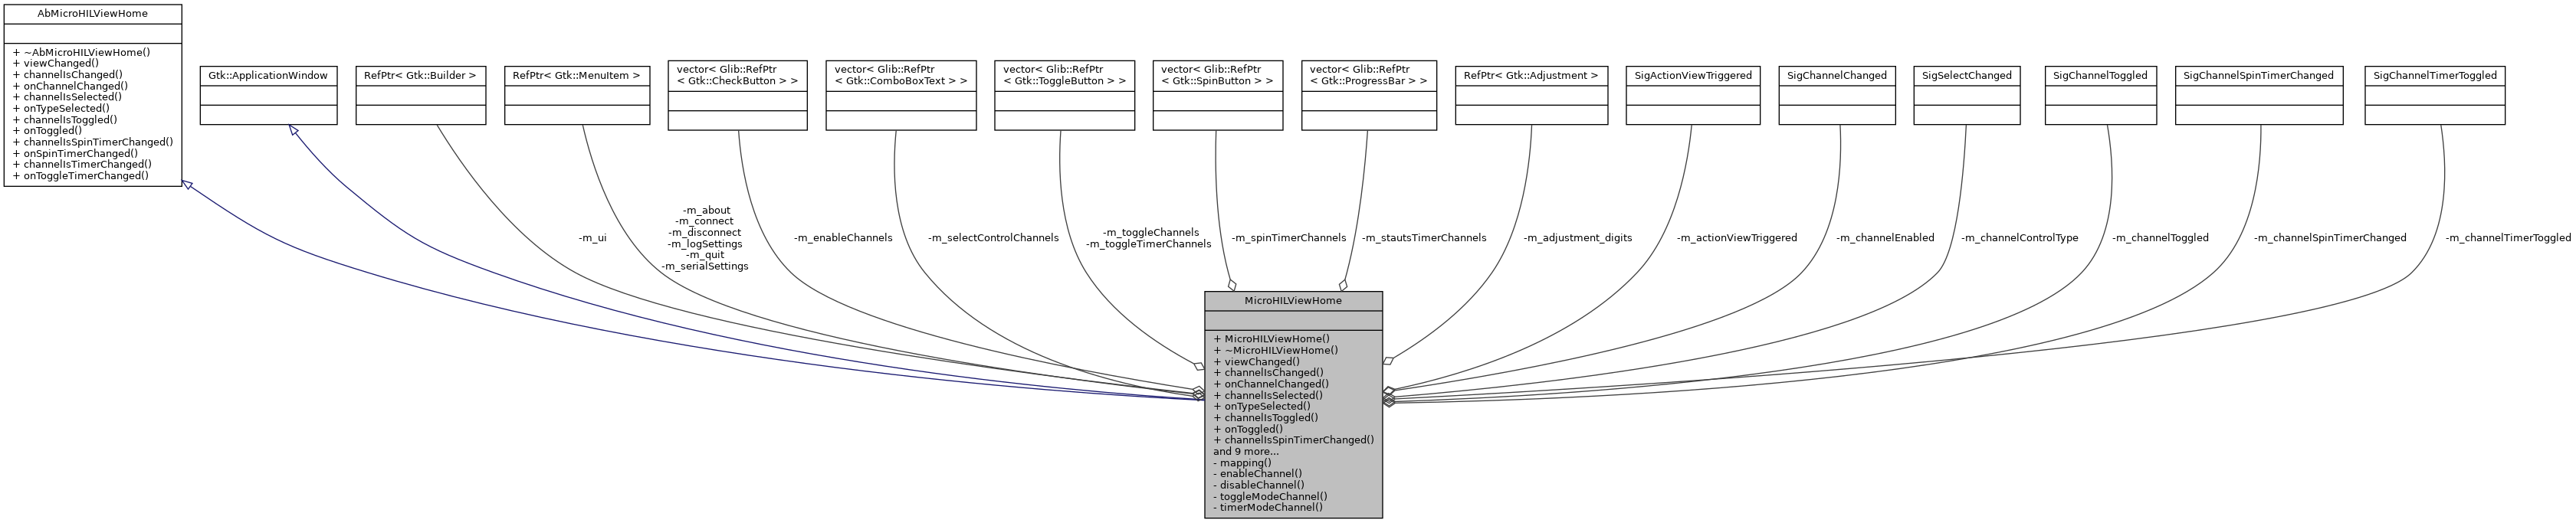 AbMicroHILViewHome
+ ~AbMicroHILViewHome()
+ viewChanged()
+ channelIsChanged()
+ onChannelChanged()
+ channelIsSelected()
+ onTypeSelected()
+ channelIsToggled()
+ onToggled()
+ channelIsSpinTimerChanged()
+ onSpinTimerChanged()
+ channelIsTimerChanged()
+ onToggleTimerChanged()
Gtk::ApplicationWindow
RefPtr< Gtk::Builder >
RefPtr< Gtk::MenuItem >
vector< Glib::RefPtr
< Gtk::CheckButton > >
vector< Glib::RefPtr
< Gtk::ComboBoxText > >
vector< Glib::RefPtr
< Gtk::ToggleButton > >
vector< Glib::RefPtr
< Gtk::SpinButton > >
vector< Glib::RefPtr
< Gtk::ProgressBar > >
RefPtr< Gtk::Adjustment >
SigActionViewTriggered
SigChannelChanged
SigSelectChanged
SigChannelToggled
SigChannelSpinTimerChanged
SigChannelTimerToggled
-m_ui
-m_about
-m_connect
-m_disconnect
-m_logSettings
-m_quit
-m_serialSettings
-m_enableChannels
-m_selectControlChannels
-m_toggleChannels
-m_toggleTimerChannels
-m_spinTimerChannels
-m_stautsTimerChannels
-m_adjustment_digits
-m_actionViewTriggered
-m_channelEnabled
-m_channelControlType
-m_channelToggled
-m_channelSpinTimerChanged
-m_channelTimerToggled
MicroHILViewHome
+ MicroHILViewHome()
+ ~MicroHILViewHome()
+ viewChanged()
+ channelIsChanged()
+ onChannelChanged()
+ channelIsSelected()
+ onTypeSelected()
+ channelIsToggled()
+ onToggled()
+ channelIsSpinTimerChanged()
and 9 more...
- mapping()
- enableChannel()
- disableChannel()
- toggleModeChannel()
- timerModeChannel()